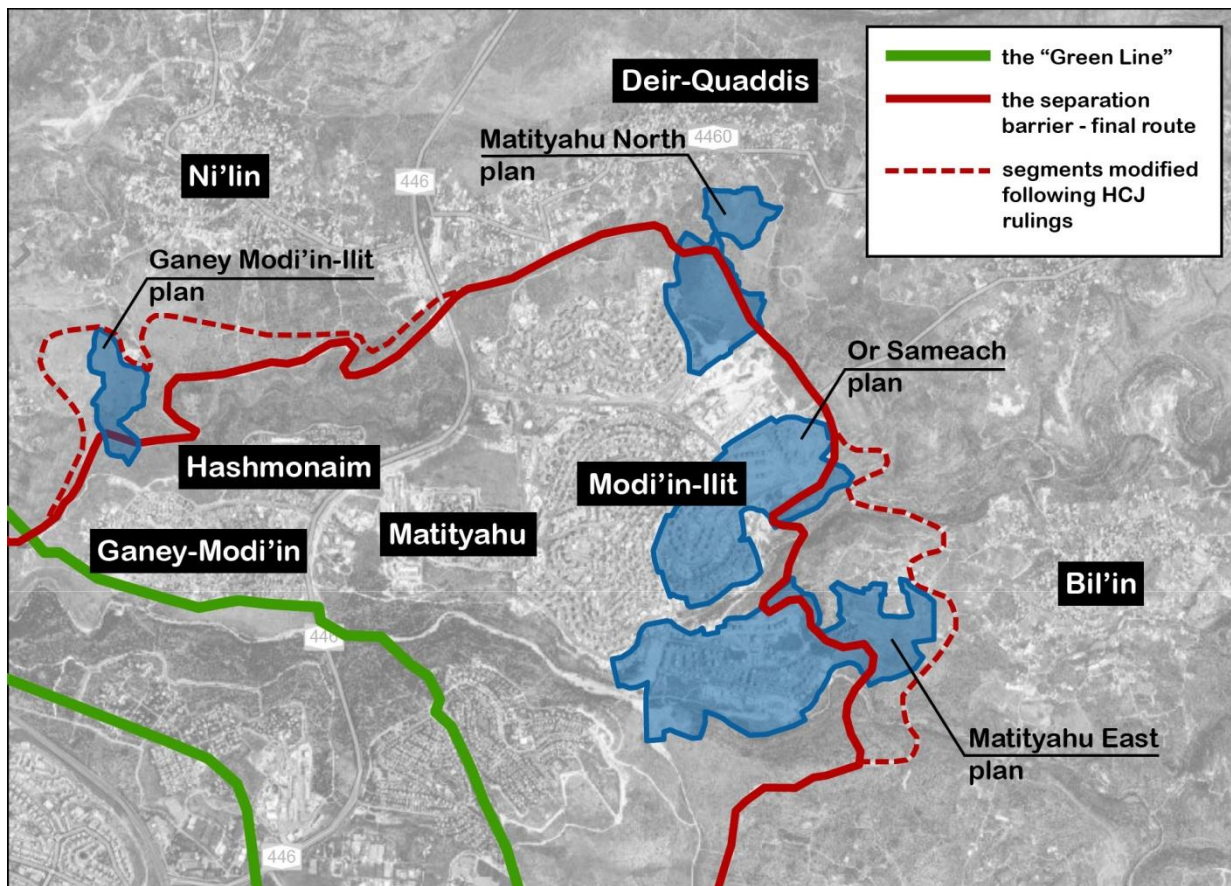 the “Green Line”
the separation
barrier - final route
segments modified
following HCJ
rulings
Deir-Quaddis
Matityahu North
plan
4460
446
Ni’lin
Ganey Modi’in-Ilit
plan
Or Sameach
plan
Hashmonaim
Modi’in-Ilit
Matityahu
Ganey-Modi’in
Bil’in
446
Matityahu East
plan
446